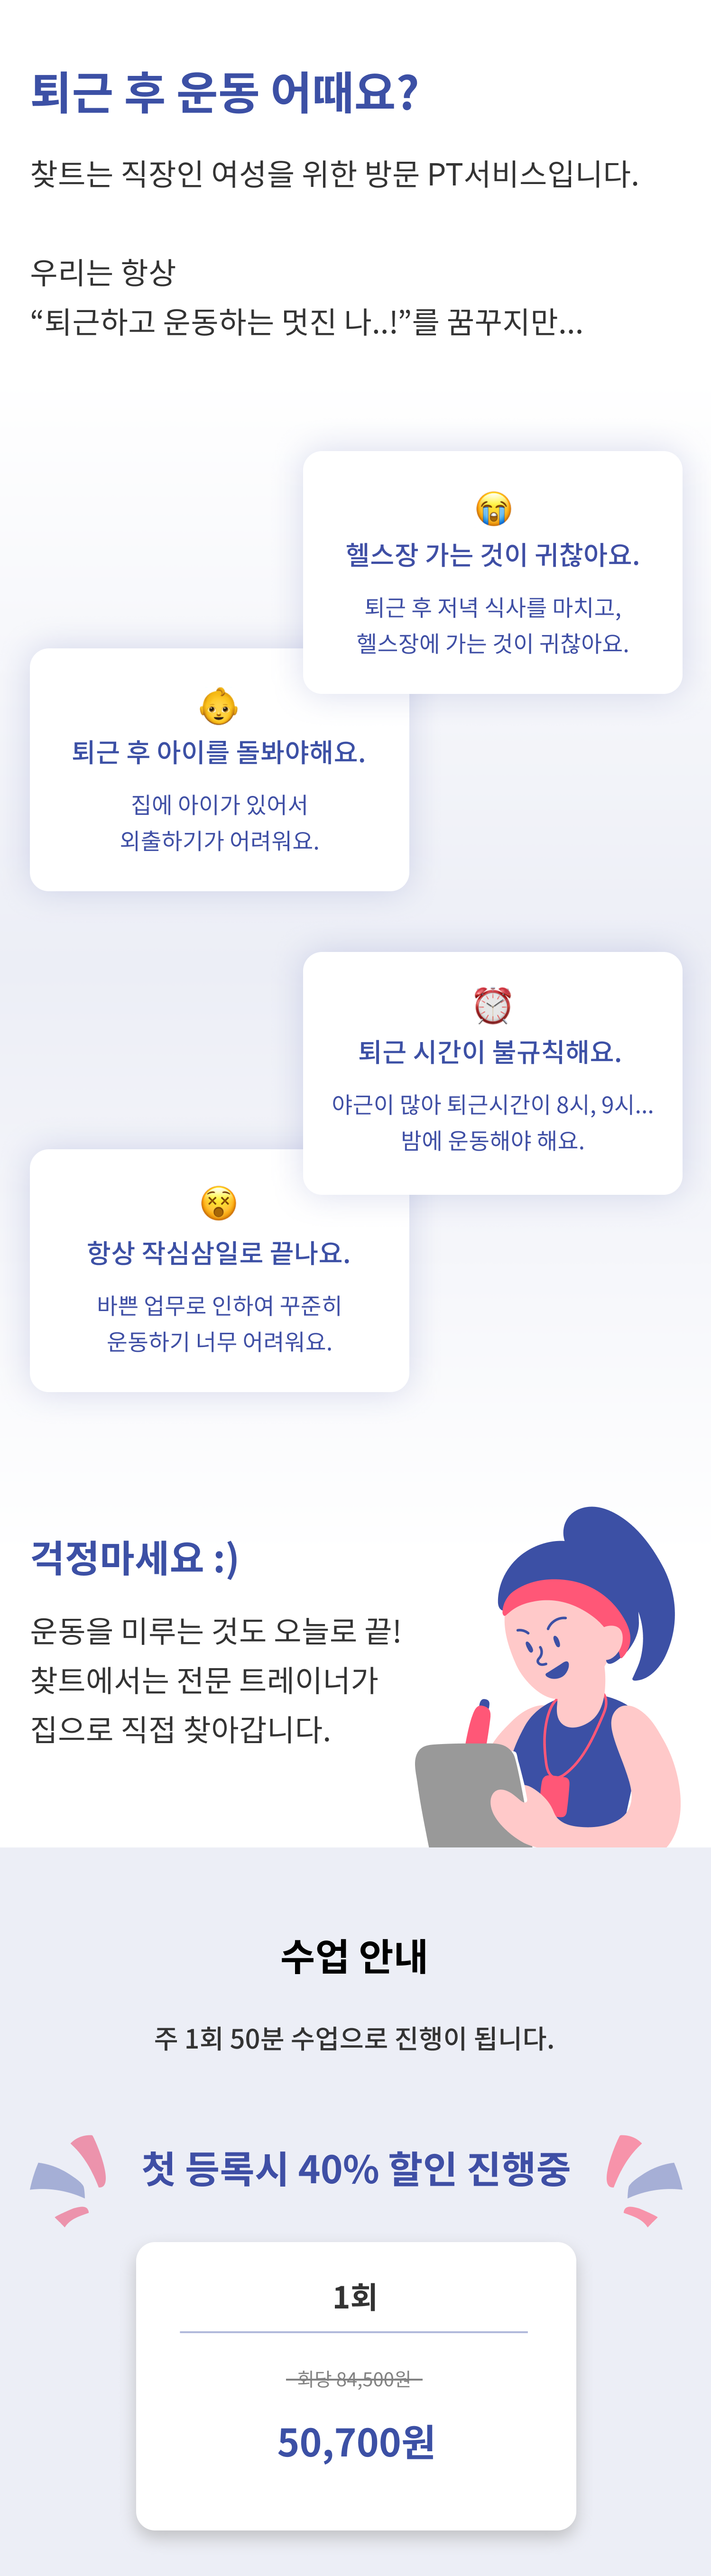 퇴근 후 운동 어때요?
찾트는 직장인 여성을 위한 방문 PT서비스입니다.
우리는 항상
“퇴근하고 운동하는 멋진 나..!”를 꿈꾸지만...
헬스장 가는 것이 귀찮아요.
퇴근 후 저녁 식사를 마치고,
헬스장에 가는 것이 귀찮아요.
퇴근 후 아이를 돌봐야해요.
집에 아이가 있어서
외출하기가 어려워요.
퇴근 시간이 불규칙해요.
야근이 많아 퇴근시간이 8시, 9시...
밤에 운동해야 해요.
항상 작심삼일로 끝나요.
바쁜 업무로 인하여 꾸준히
운동하기 너무 어려워요.
걱정마세요 :)
운동을 미루는 것도 오늘로 끝!
찾트에서는 전문 트레이너가
집으로 직접 찾아갑니다.
수업 안내
주 1회 50분 수업으로 진행이 됩니다.
첫 등록시 40% 할인 진행중
1회
회당 84,500원
50,700원